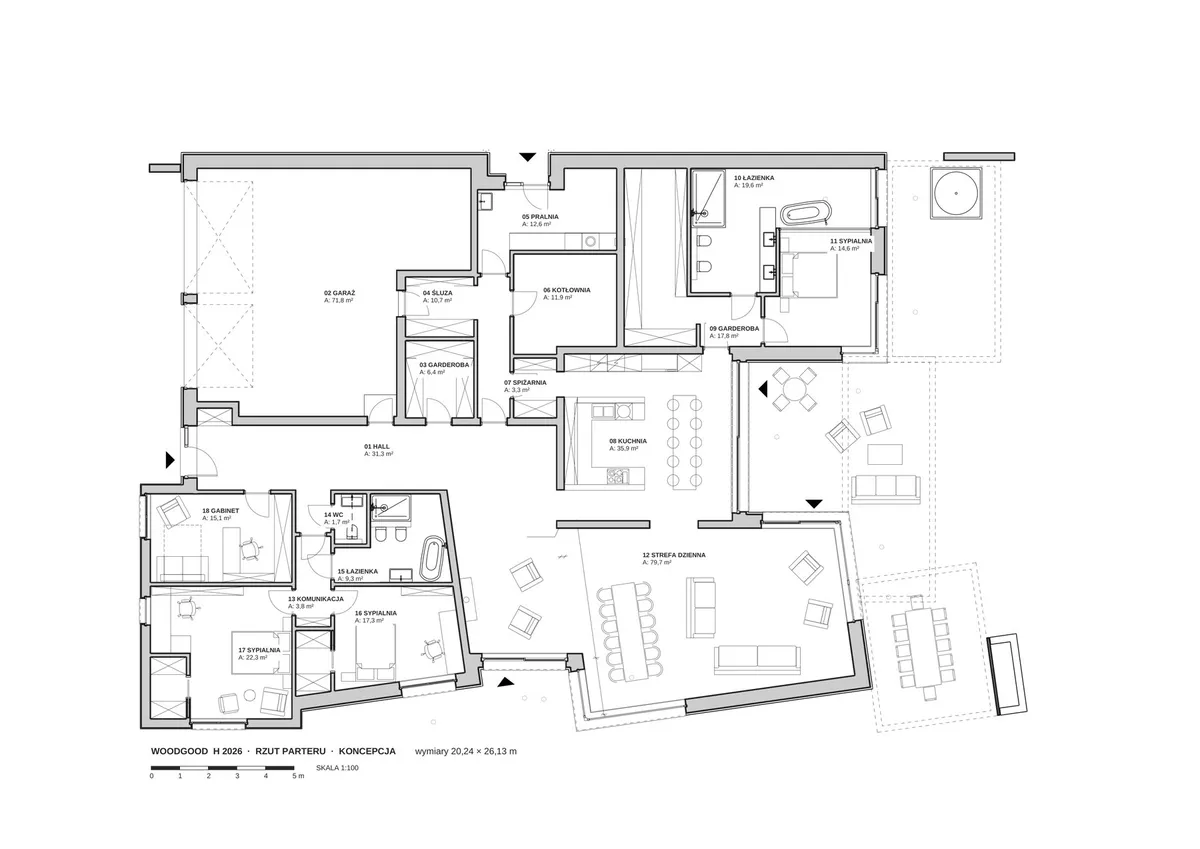 10 ŁAZIENKA
A: 19,6 m²
05 PRALNIA
A: 12,6 m²
11 SYPIALNIA
A: 14,6 m²
02 GARAŻ
A: 71,8 m²
04 ŚLUZA
A: 10,7 m²
06 KOTŁOWNIA
A: 11,9 m²
09 GARDEROBA
A: 17,8 m²
03 GARDEROBA
A: 6,4 m²
07 SPIŻARNIA
A: 3,3 m²
01 HALL
A: 31,3 m²
08 KUCHNIA
A: 35,9 m²
18 GABINET
A: 15,1 m²
14 WC
A: 1,7 m²
12 STREFA DZIENNA
A: 79,7 m²
15 ŁAZIENKA
A: 9,3 m²
13 KOMUNIKACJA
A: 3,8 m²
16 SYPIALNIA
A: 17,3 m²
17 SYPIALNIA
A: 22,3 m²
WOODGOOD H 2026 · RZUT PARTERU · KONCEPCJA wymiary 20,24 × 26,13 m
SKALA 1:100
0 1 2 3 4 5 m